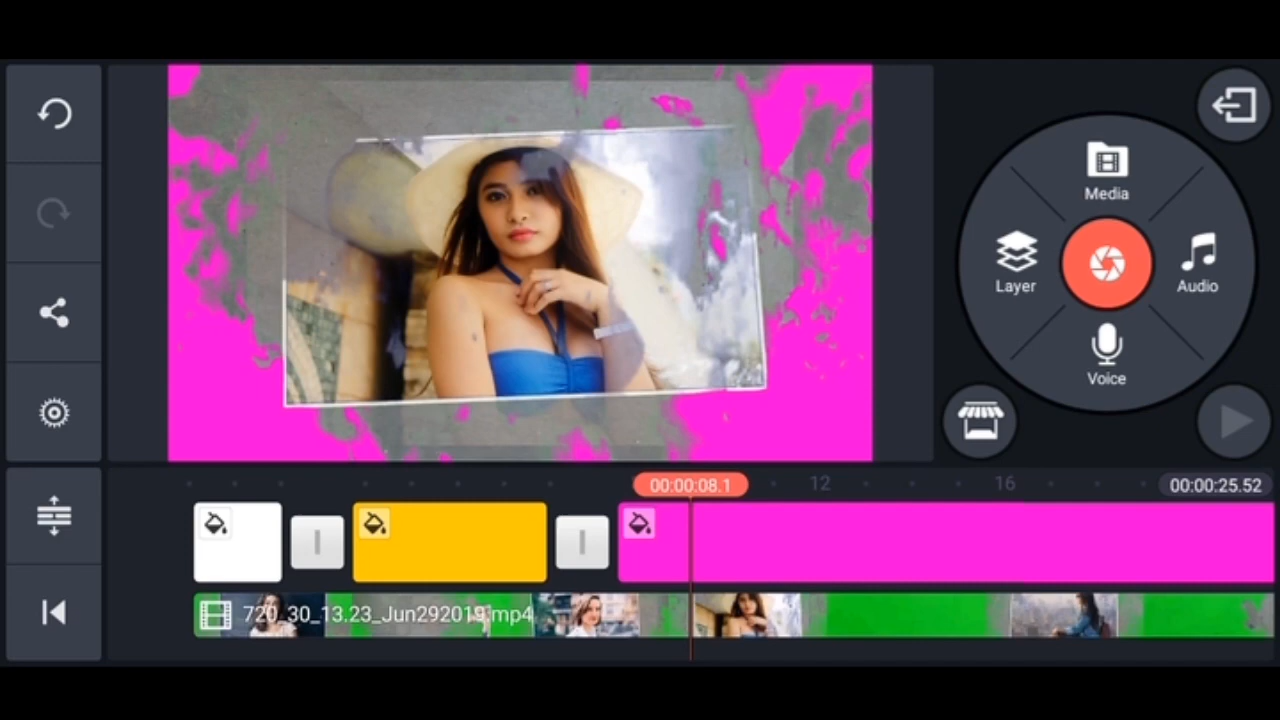 Media
Layer
Audio
Voice
00:00:08.1
12
16
00:00:25.52
720_30_13.23_Jun292019.mp4